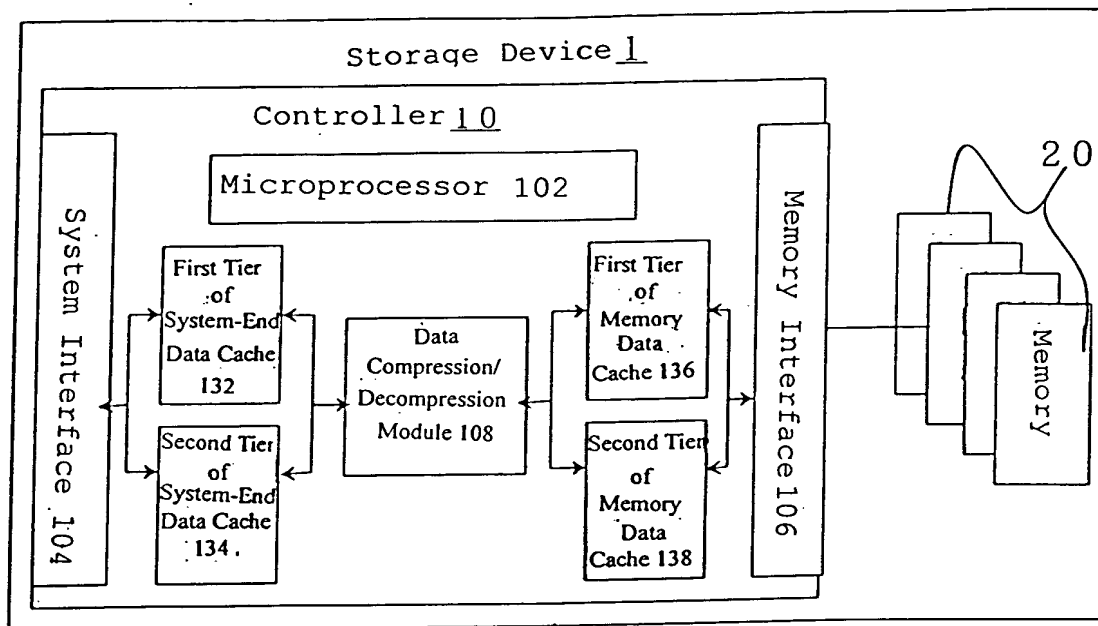 Storage Device 1
Controller 10
Microprocessor 102
System Interface 104
First Tier
of
System-End
Data Cache
132
Second Tier
of
System-End
Data Cache
134
Data
Compression/
Decompression
Module 108
First Tier
of
Memory
Data
Cache 136
Second Tier
of
Memory
Data
Cache 138
Memory Interface 106
20
Memory